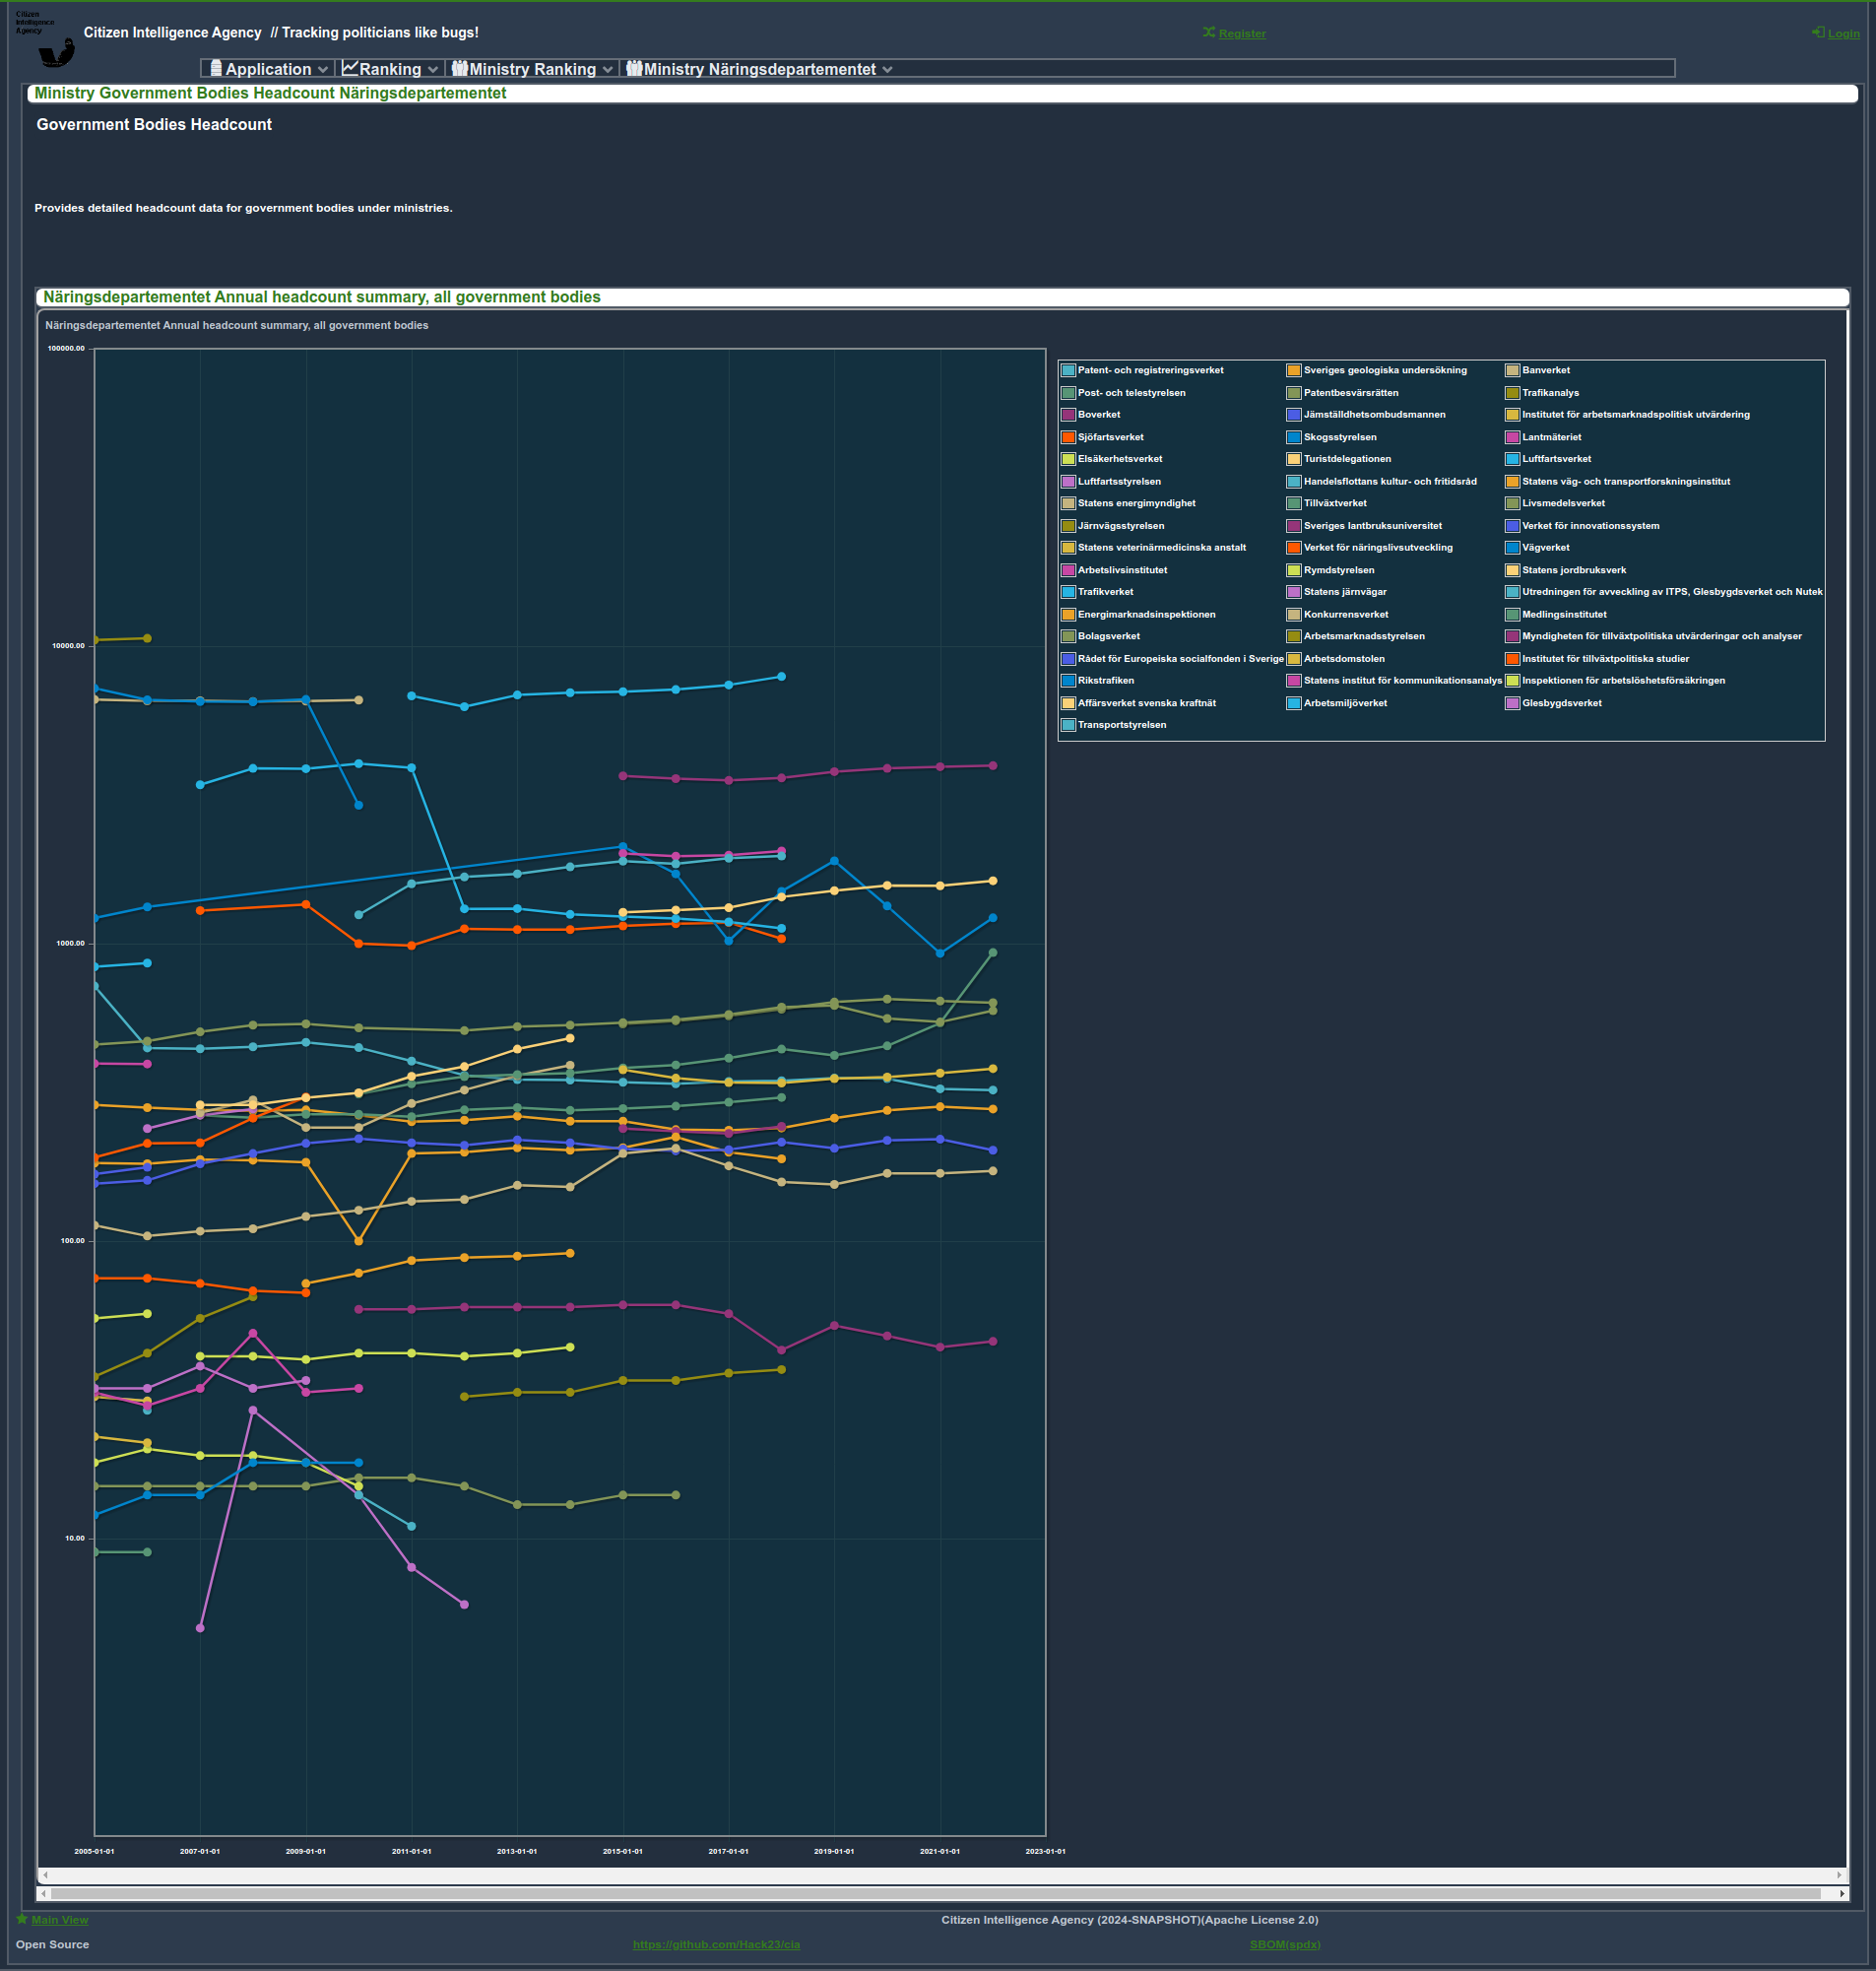 Citizen
Intelligence
Agency
Citizen Intelligence Agency // Tracking politicians like bugs!
Register
Login
Application
Ranking
Ministry Ranking
Ministry Näringsdepartementet
Ministry Government Bodies Headcount Näringsdepartementet
Government Bodies Headcount
Provides detailed headcount data for government bodies under ministries.
Näringsdepartementet Annual headcount summary, all government bodies
Näringsdepartementet Annual headcount summary, all government bodies
100000.00
10000.00
1000.00
100.00
10.00
2005-01-01 2007-01-01 2009-01-01 2011-01-01 2013-01-01 2015-01-01 2017-01-01 2019-01-01 2021-01-01 2023-01-01
Patent- och registreringsverket Sveriges geologiska undersökning Banverket
Post- och telestyrelsen Patentbesvärsrätten Trafikanalys
Boverket Jämställdhetsombudsmannen Institutet för arbetsmarknadspolitisk utvärdering
Sjöfartsverket Skogsstyrelsen Lantmäteriet
Elsäkerhetsverket Turistdelegationen Luftfartsverket
Luftfartsstyrelsen Handelsflottans kultur- och fritidsråd Statens väg- och transportforskningsinstitut
Statens energimyndighet Tillväxtverket Livsmedelsverket
Järnvägsstyrelsen Sveriges lantbruksuniversitet Verket för innovationssystem
Statens veterinärmedicinska anstalt Verket för näringslivsutveckling Vägverket
Arbetslivsinstitutet Rymdstyrelsen Statens jordbruksverk
Trafikverket Statens järnvägar Utredningen för avveckling av ITPS, Glesbygdsverket och Nutek
Energimarknadsinspektionen Konkurrensverket Medlingsinstitutet
Bolagsverket Arbetsmarknadsstyrelsen Myndigheten för tillväxtpolitiska utvärderingar och analyser
Rådet för Europeiska socialfonden i Sverige Arbetsdomstolen Institutet för tillväxtpolitiska studier
Rikstrafiken Statens institut för kommunikationsanalys Inspektionen för arbetslöshetsförsäkringen
Affärsverket svenska kraftnät Arbetsmiljöverket Glesbygdsverket
Transportstyrelsen
Main View
Citizen Intelligence Agency (2024-SNAPSHOT)(Apache License 2.0)
Open Source
https://github.com/Hack23/cia
SBOM(spdx)